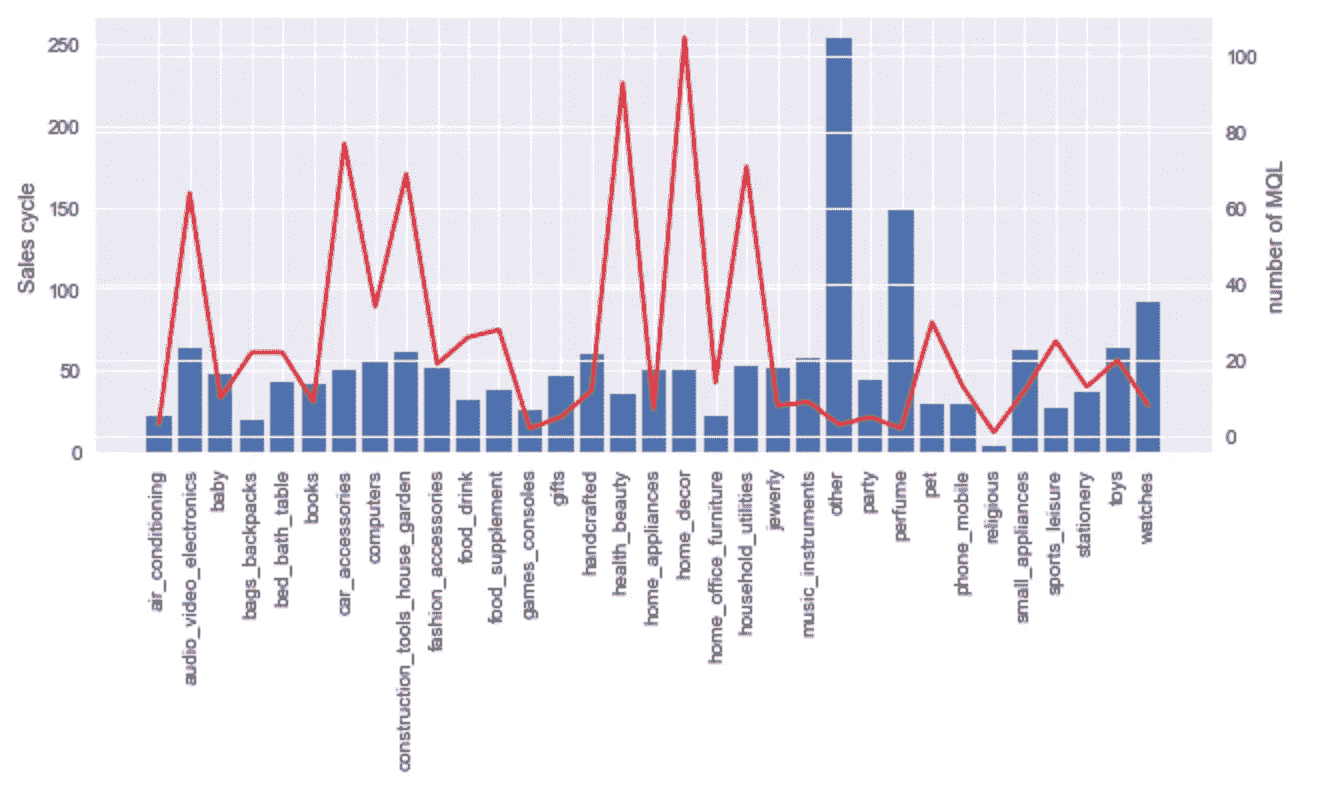 250
200
150
100
50
0
Sales cycle
100
80
60
40
20
0
number of MQL
air_conditioning
audio_video_electronics
baby
bags_backpacks
bed_bath_table
books
car_accessories
computers
construction_tools_house_garden
fashion_accessories
food_drink
food_supplement
games_consoles
gifts
handcrafted
health_beauty
home_appliances
home_decor
home_office_furniture
household_utilities
jewerly
music_instruments
other
party
perfume
pet
phone_mobile
religious
small_appliances
sports_leisure
stationery
toys
watches